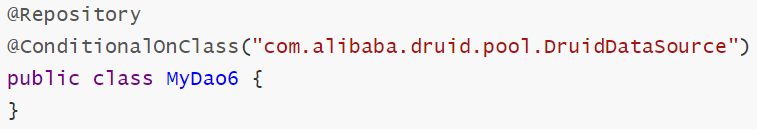 @Repository
@ConditionalOnClass("com.alibaba.druid.pool.DruidDataSource")
public class MyDao6 {
}